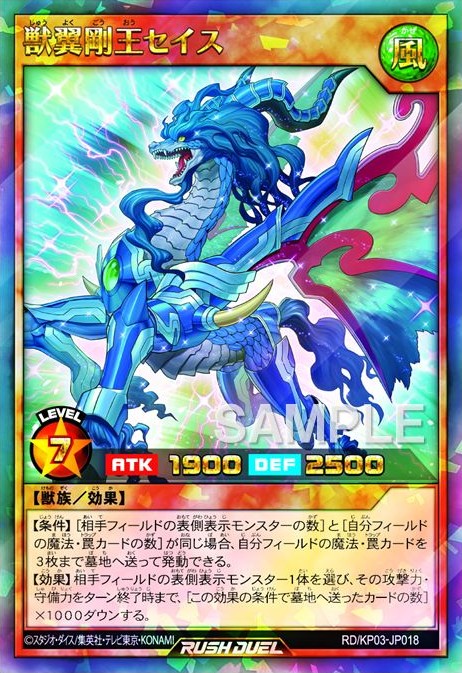 獣翼剛王セイス
風
SAMPLE
LEVEL
7
ATK 1900 DEF 2500
【獣族/効果】
【条件】[相手フィールドの表側表示モンスターの数]と[自分フィールド
の魔法・罠カードの数]が同じ場合、自分フィールドの魔法・罠カードを
3枚まで墓地へ送って発動できる。
【効果】相手フィールドの表側表示モンスター1体を選び、その攻撃力・
守備力をターン終了時まで、[この効果の条件で墓地へ送ったカードの数]
×1000ダウンする。
©スタジオ・ダイス/集英社・テレビ東京・KONAMI RUSH DUEL RD/KP03-JP018